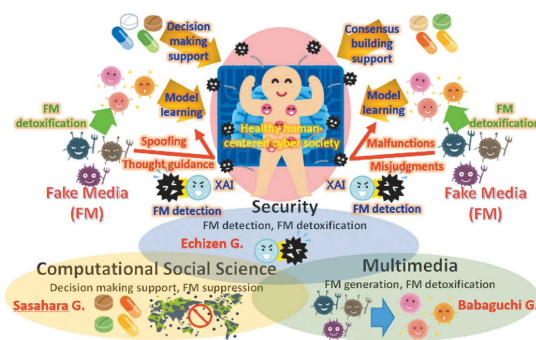 Decision
making
support
Consensus
building
support
FM
detoxification
Model
learning
Healthy human-
centered cyber society
Model
learning
FM
detoxification
Spoofing
Thought guidance
Malfunctions
Misjudgments
Fake Media
(FM)
XAI
XAI
Fake Media
(FM)
FM detection
FM detection
Security
FM detection, FM detoxification
Echizen G.
Computational Social Science
Decision making support, FM suppression
Sasahara G.
Multimedia
FM generation, FM detoxification
Babaguchi G.